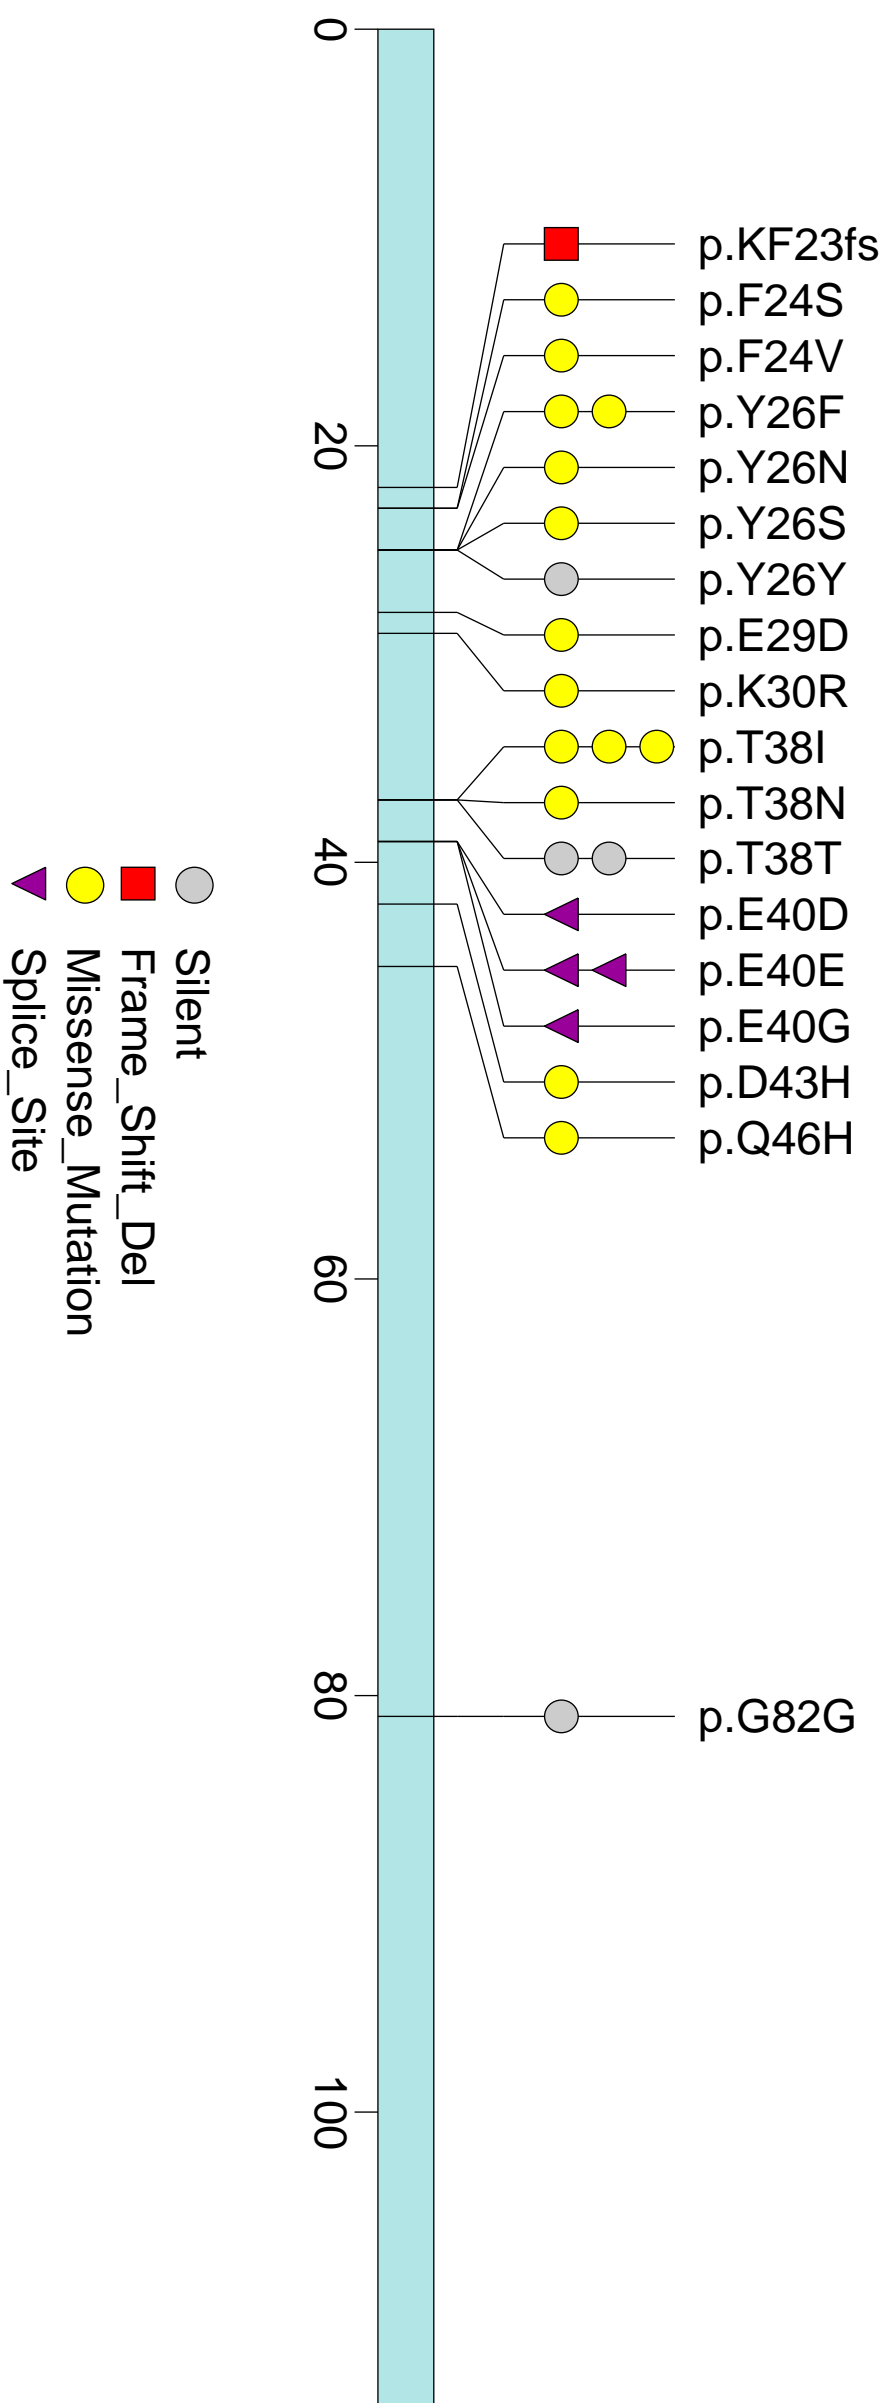 p.KF23fs
p.F24S
p.F24V
p.Y26F
p.Y26N
p.Y26S
p.Y26Y
p.E29D
p.K30R
p.T38I
p.T38N
p.T38T
p.E40D
p.E40E
p.E40G
p.D43H
p.Q46H
p.G82G
0
20
40
60
80
100
Silent
Frame_Shift_Del
Missense_Mutation
Splice_Site